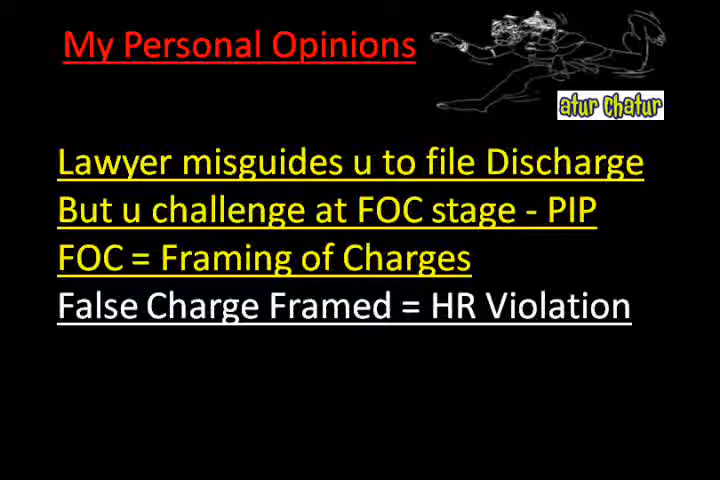 My Personal Opinions
atur chatur
Lawyer misguides u to file Discharge
But u challenge at FOC stage - PIP
FOC = Framing of Charges
False Charge Framed = HR Violation